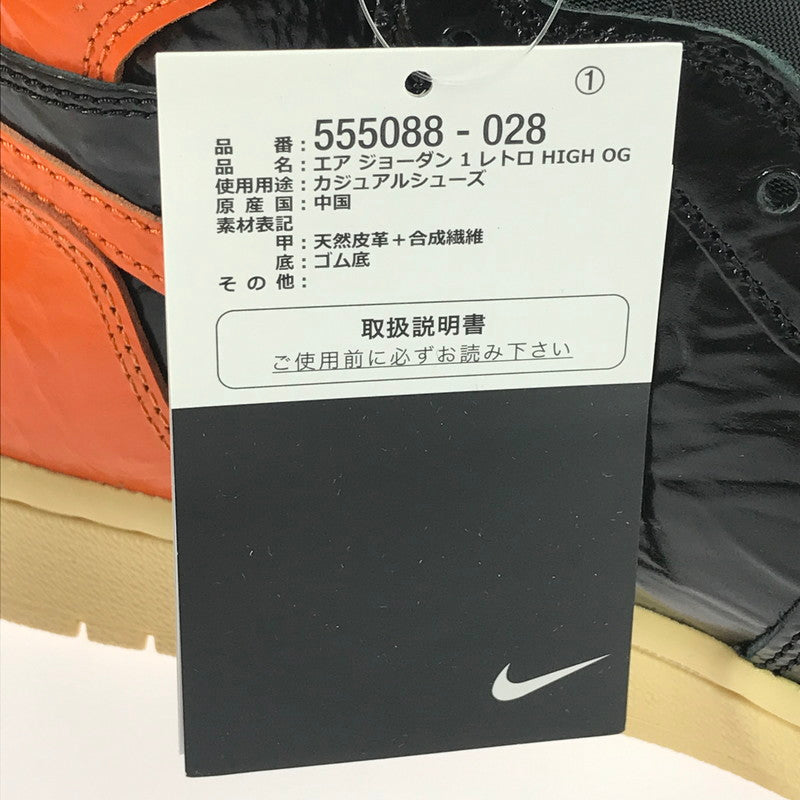 ①
品 番：555088 - 028
品 名：エア ジョーダン 1 レトロ HIGH OG
使用用途：カジュアルシューズ
原 産 国：中国
素材表記
甲：天然皮革＋合成繊維
底：ゴム底
そ の 他：
取扱説明書
ご使用前に必ずお読み下さい